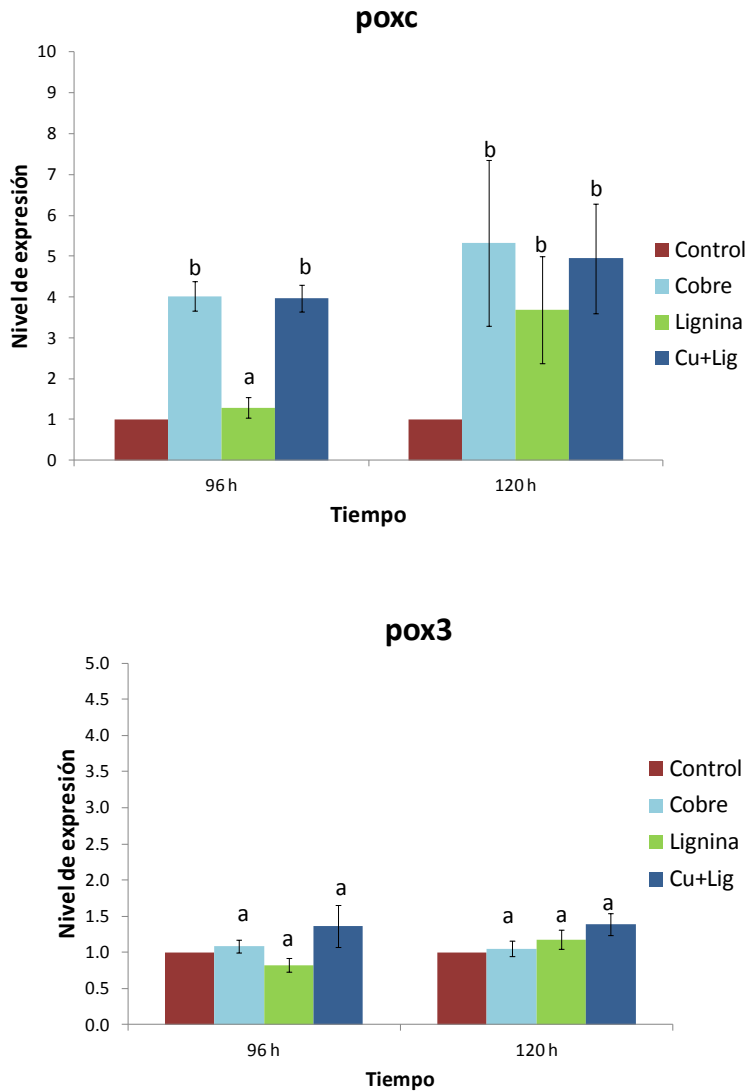 poxc
10
9
8
7
6
5
4
3
2
1
0
Nivel de expresión
b
b
a
b
b
b
96 h
120 h
Tiempo
Control
Cobre
Lignina
Cu+Lig
pox3
5.0
4.5
4.0
3.5
3.0
2.5
2.0
1.5
1.0
0.5
0.0
Nivel de expresión
a
a
a
a
a
a
96 h
120 h
Tiempo
Control
Cobre
Lignina
Cu+Lig